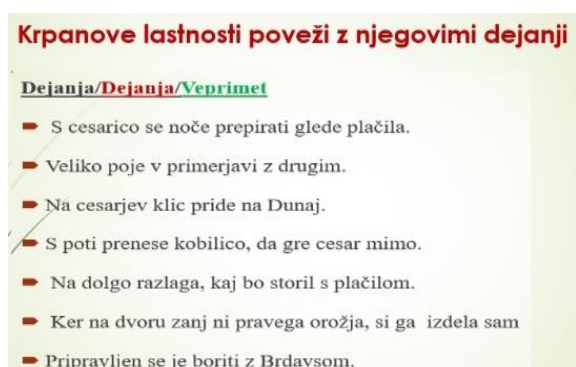 Krpanove lastnosti poveži z njegovimi dejanji
Dejanja/Dejanja/Veprimet
S cesarico se noče prepirati glede plačila.
Veliko poje v primerjavi z drugim.
Na cesarjev klic pride na Dunaj.
S poti prenese kobilico, da gre cesar mimo.
Na dolgo razlaga, kaj bo storil s plačilom.
Ker na dvoru zanj ni pravega orožja, si ga izdela sam
Pripravljen se je boriti z Brdavsom.